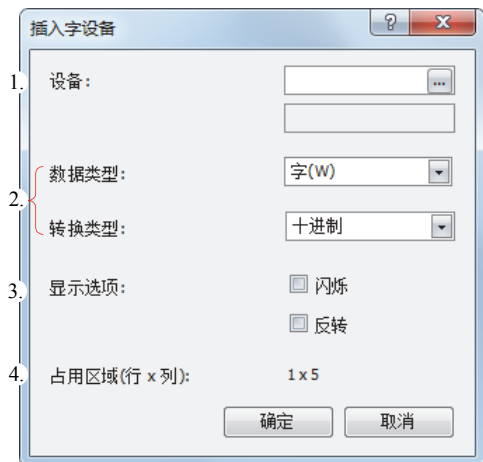 插入字设备
1. 设备:
...
2. 数据类型: 字(W)
转换类型: 十进制
3. 显示选项: 闪烁
反转
4. 占用区域(行 x 列): 1 x 5
确定 取消